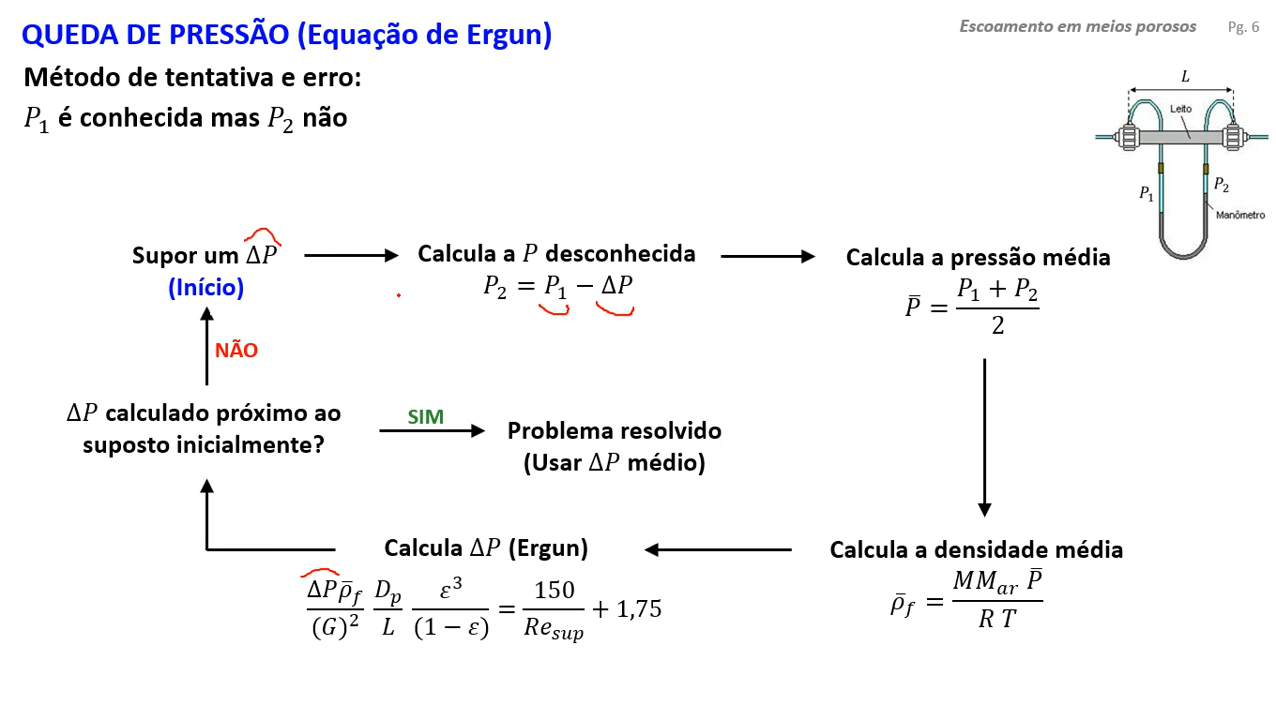 QUEDA DE PRESSÃO (Equação de Ergun)
Escoamento em meios porosos Pg. 6
Método de tentativa e erro:
P₁ é conhecida mas P₂ não
L
Leito
P₁
P₂
Manômetro
Supor um ΔP
(Início)
Calcula a P desconhecida
P₂ = P₁ − ΔP
Calcula a pressão média
P̄ = (P₁ + P₂) / 2
NÃO
ΔP calculado próximo ao
suposto inicialmente?
SIM
Problema resolvido
(Usar ΔP médio)
Calcula ΔP (Ergun)
(ΔP ρ̄_f / (G)²) (D_p / L) (ε³ / (1 − ε)) = 150 / Re_sup + 1,75
Calcula a densidade média
ρ̄_f = (MM_ar P̄) / (R T)